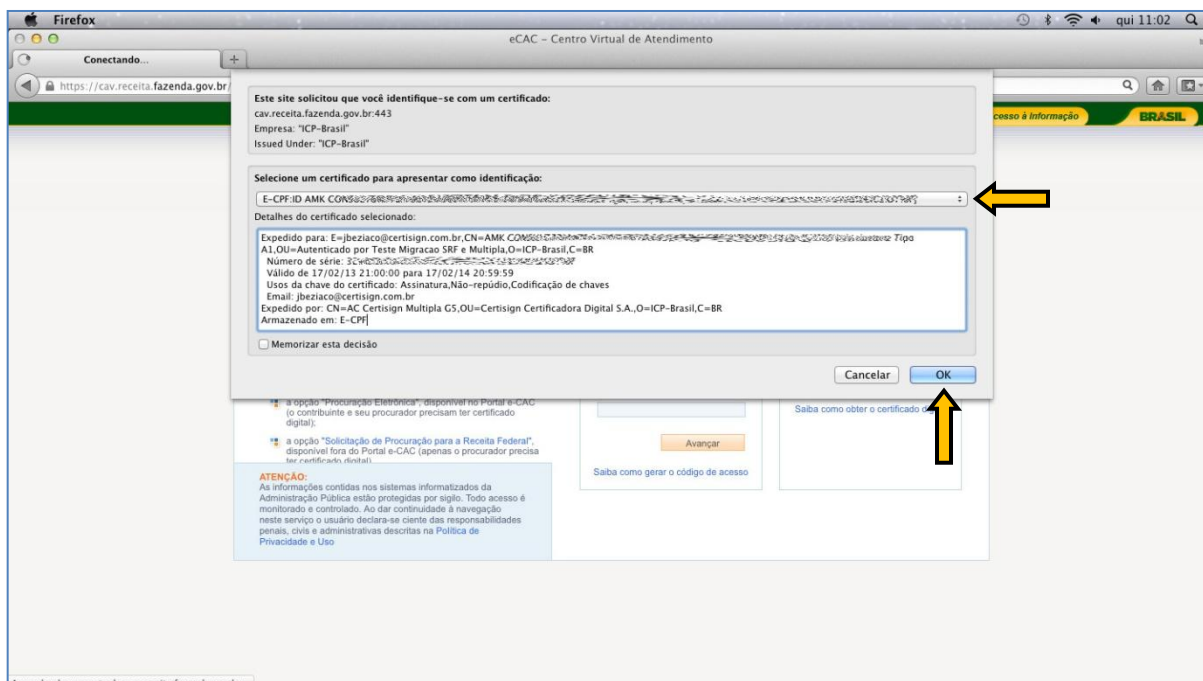 Firefox
qui 11:02
eCAC – Centro Virtual de Atendimento
Conectando...
https://cav.receita.fazenda.gov.br/
Este site solicitou que você identifique-se com um certificado:
cav.receita.fazenda.gov.br:443
Empresa: "ICP-Brasil"
Issued Under: "ICP-Brasil"
cesso à Informação
BRASIL
Selecione um certificado para apresentar como identificação:
E-CPF:ID AMK
Detalhes do certificado selecionado:
Expedido para: E=jbeziaco@certisign.com.br,CN=AMK Tipo
A1,OU=Autenticado por Teste Migracao SRF e Multipla,O=ICP-Brasil,C=BR
Número de série:
Válido de 17/02/13 21:00:00 para 17/02/14 20:59:59
Usos da chave do certificado: Assinatura,Não-repúdio,Codificação de chaves
Email: jbeziaco@certisign.com.br
Expedido por: CN=AC Certisign Multipla G5,OU=Certisign Certificadora Digital S.A.,O=ICP-Brasil,C=BR
Armazenado em: E-CPF
Memorizar esta decisão
Cancelar
OK
a opção "Procuração Eletrônica", disponível no Portal e-CAC
(o contribuinte e seu procurador precisam ter certificado
digital);
a opção "Solicitação de Procuração para a Receita Federal",
disponível fora do Portal e-CAC (apenas o procurador precisa
ter certificado digital)
ATENÇÃO:
As informações contidas nos sistemas informatizados da
Administração Pública estão protegidas por sigilo. Todo acesso é
monitorado e controlado. Ao dar continuidade à navegação
neste serviço o usuário declara-se ciente das responsabilidades
penais, civis e administrativas descritas na Política de
Privacidade e Uso
Avançar
Saiba como gerar o código de acesso
Saiba como obter o certificado